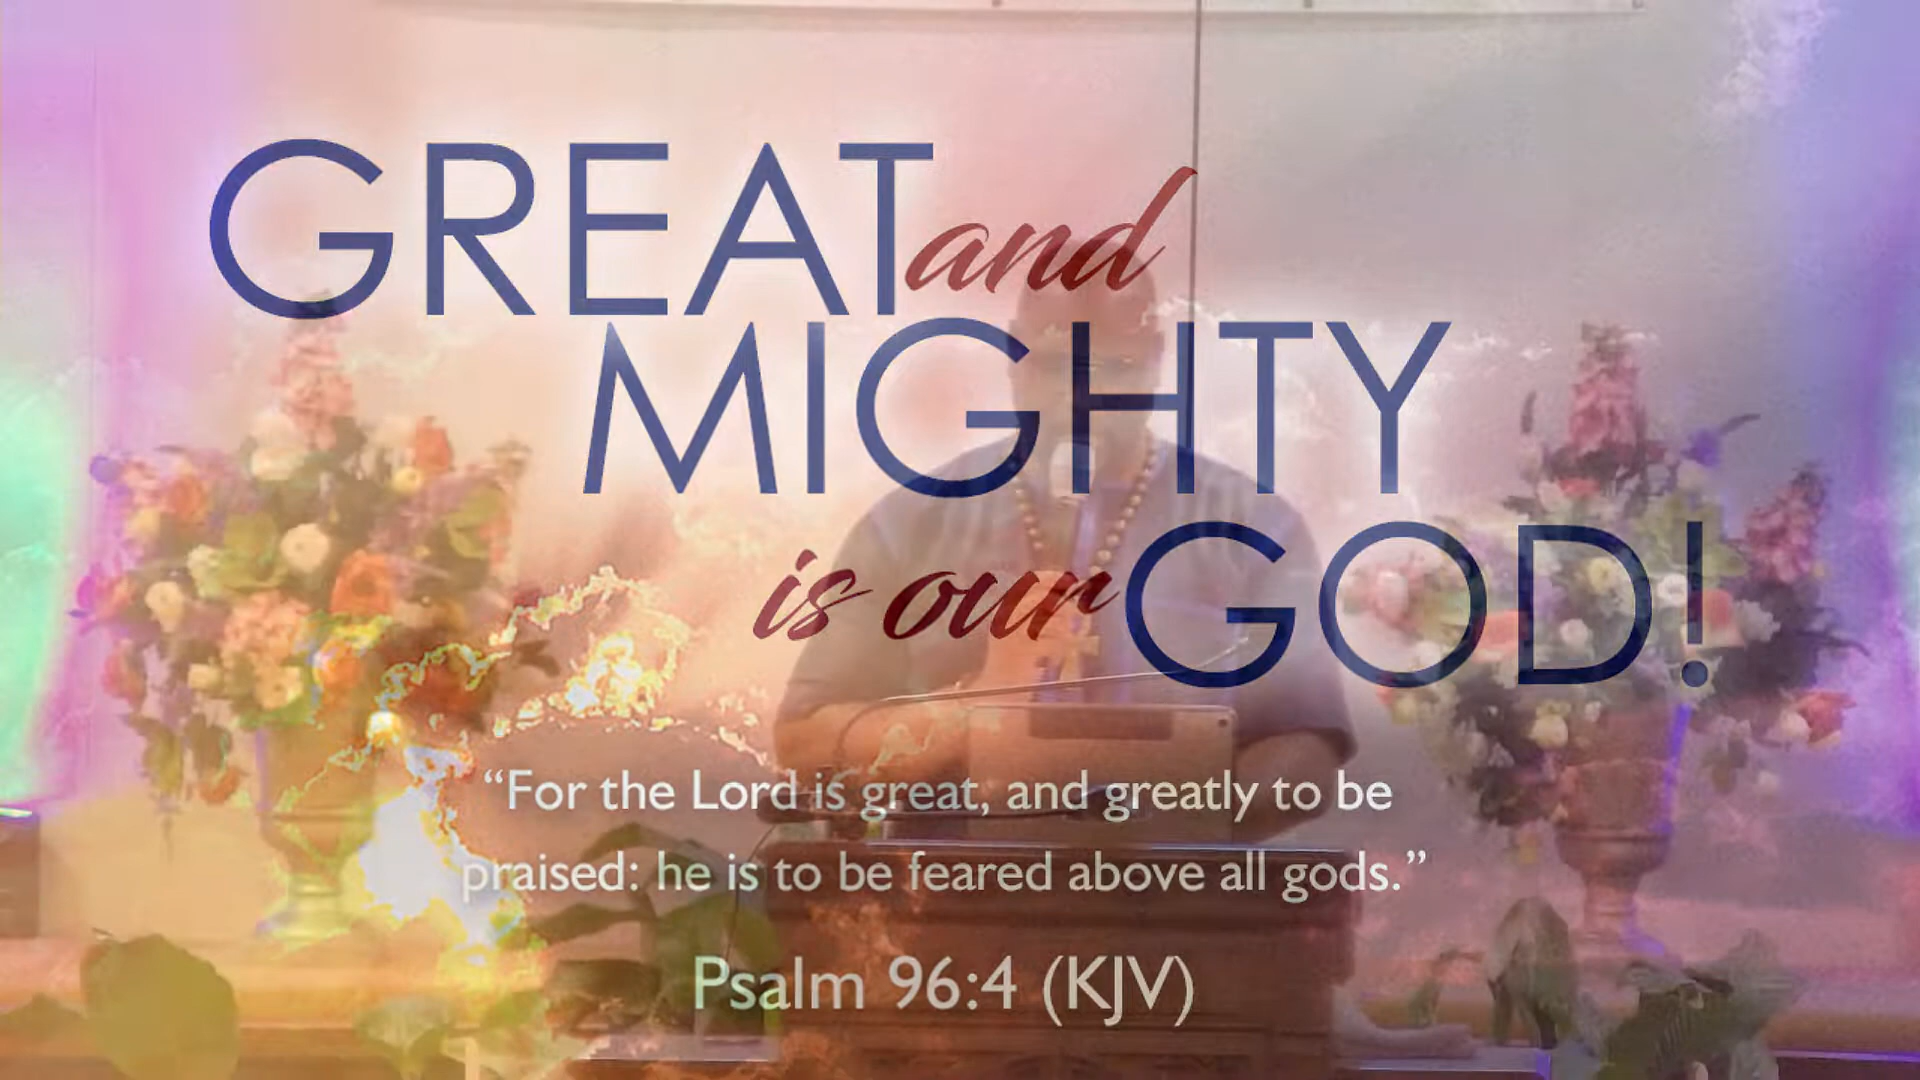 GREAT and
MIGHTY
is our GOD!
“For the Lord is great, and greatly to be
praised: he is to be feared above all gods.”
Psalm 96:4 (KJV)